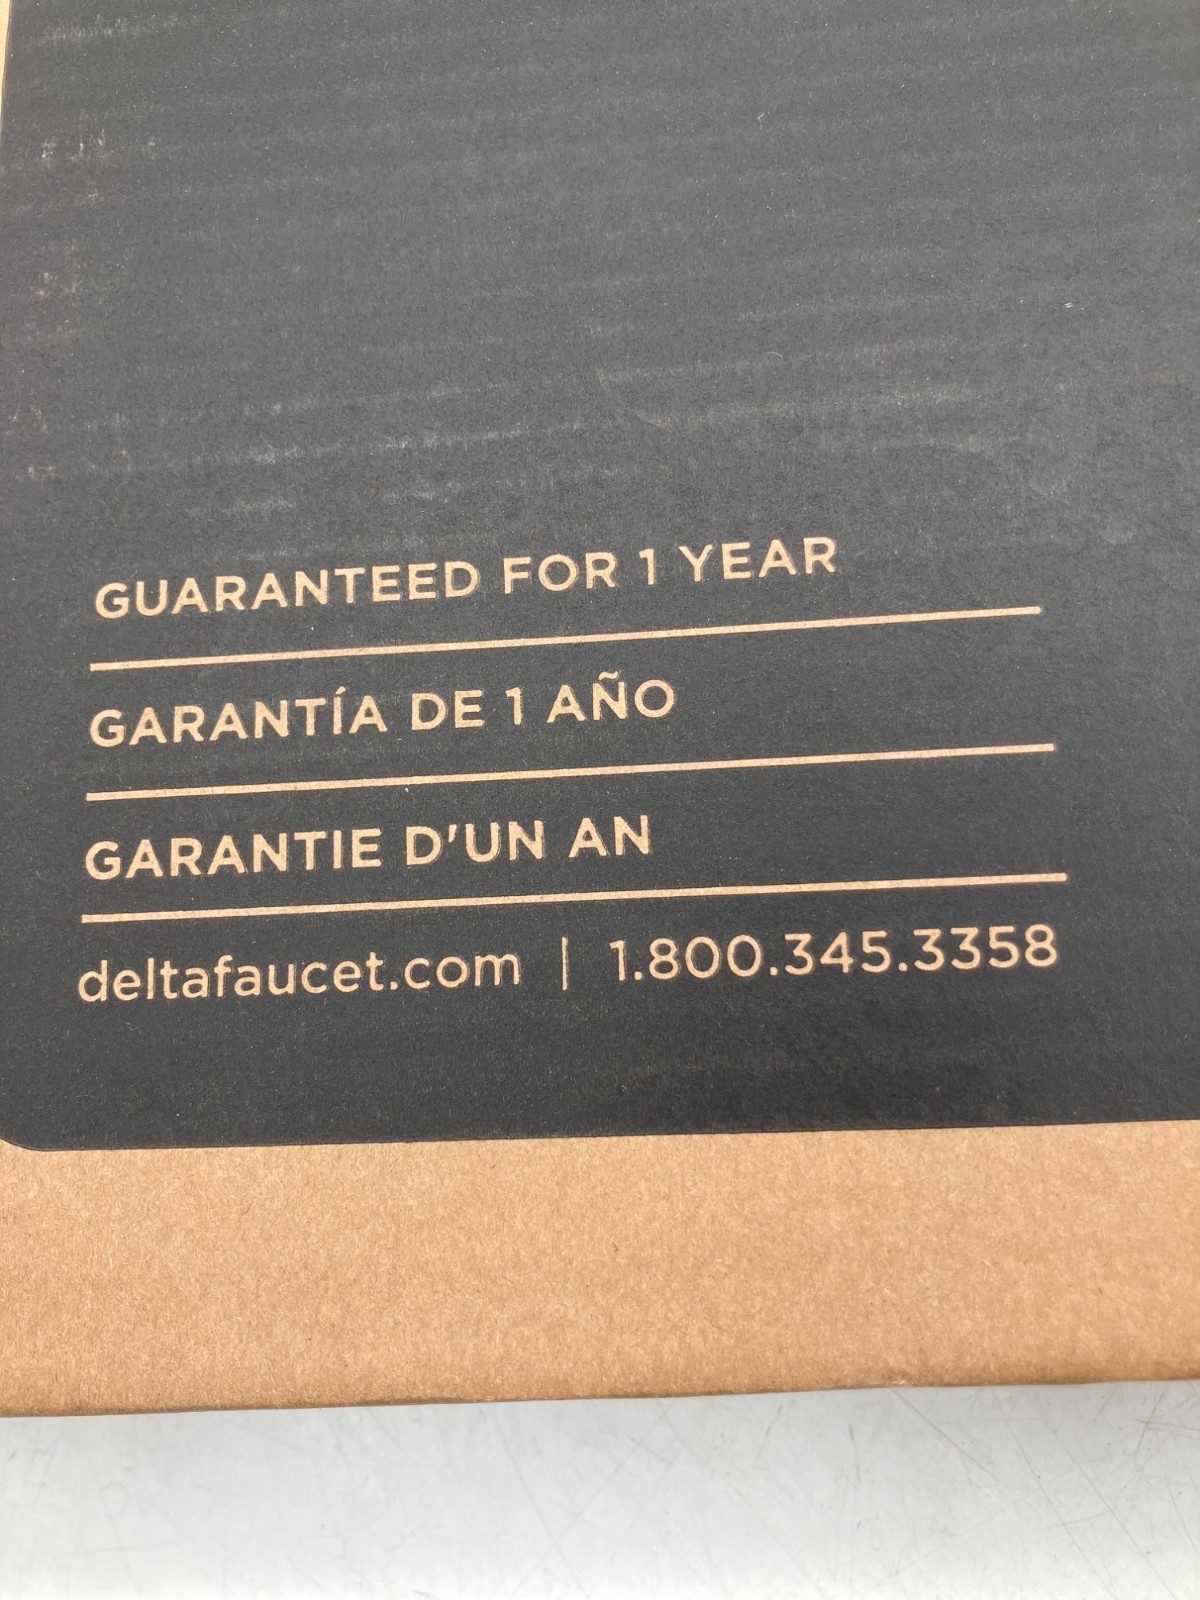 GUARANTEED FOR 1 YEAR
GARANTÍA DE 1 AÑO
GARANTIE D'UN AN
deltafaucet.com | 1.800.345.3358